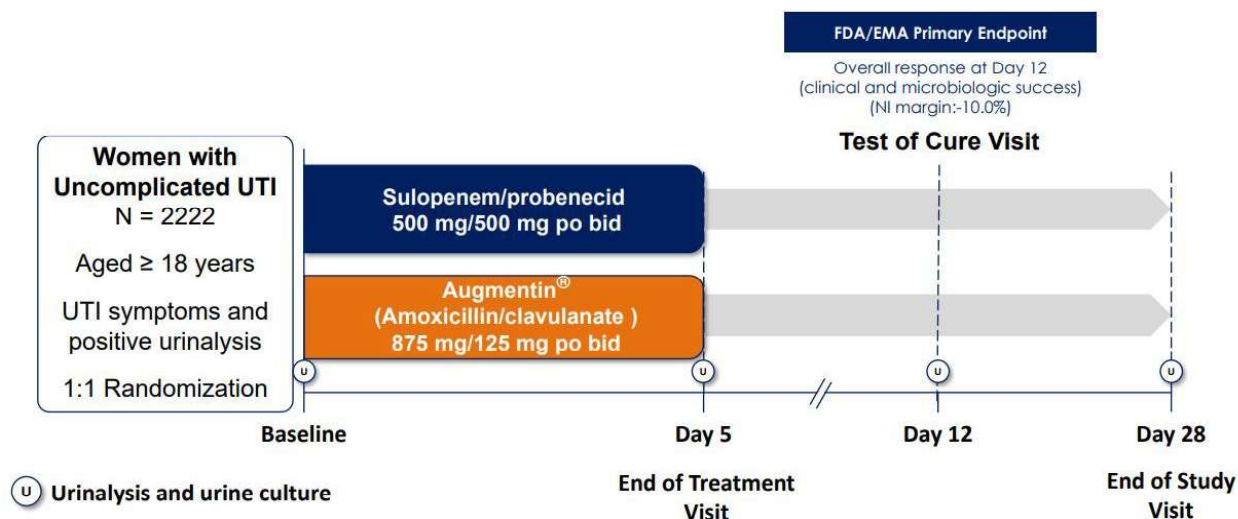 FDA/EMA Primary Endpoint
Overall response at Day 12
(clinical and microbiologic success)
(NI margin:-10.0%)
Test of Cure Visit
Women with
Uncomplicated UTI
N = 2222
Aged ≥ 18 years
UTI symptoms and
positive urinalysis
1:1 Randomization
Sulopenem/probenecid
500 mg/500 mg po bid
Augmentin®
(Amoxicillin/clavulanate )
875 mg/125 mg po bid
U
U
U
U
Baseline
Day 5
Day 12
Day 28
End of Treatment
Visit
End of Study
Visit
U Urinalysis and urine culture